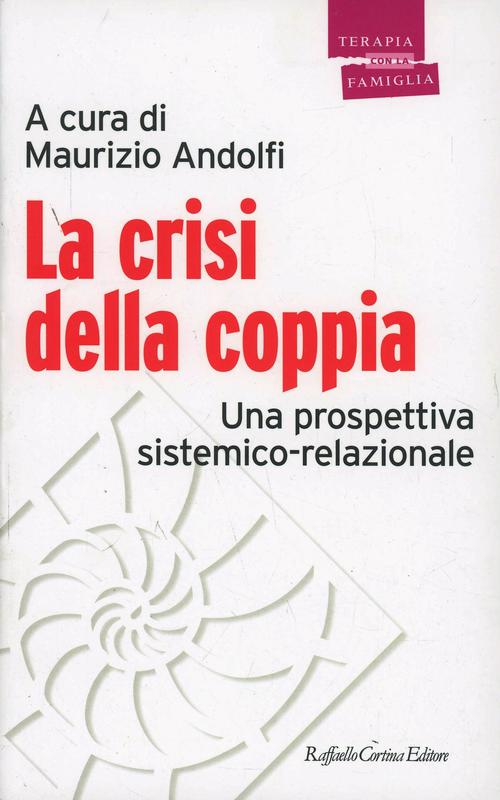 TERAPIA
CON LA
FAMIGLIA
A cura di
Maurizio Andolfi
La crisi
della coppia
Una prospettiva
sistemico-relazionale
Raffaello Cortina Editore